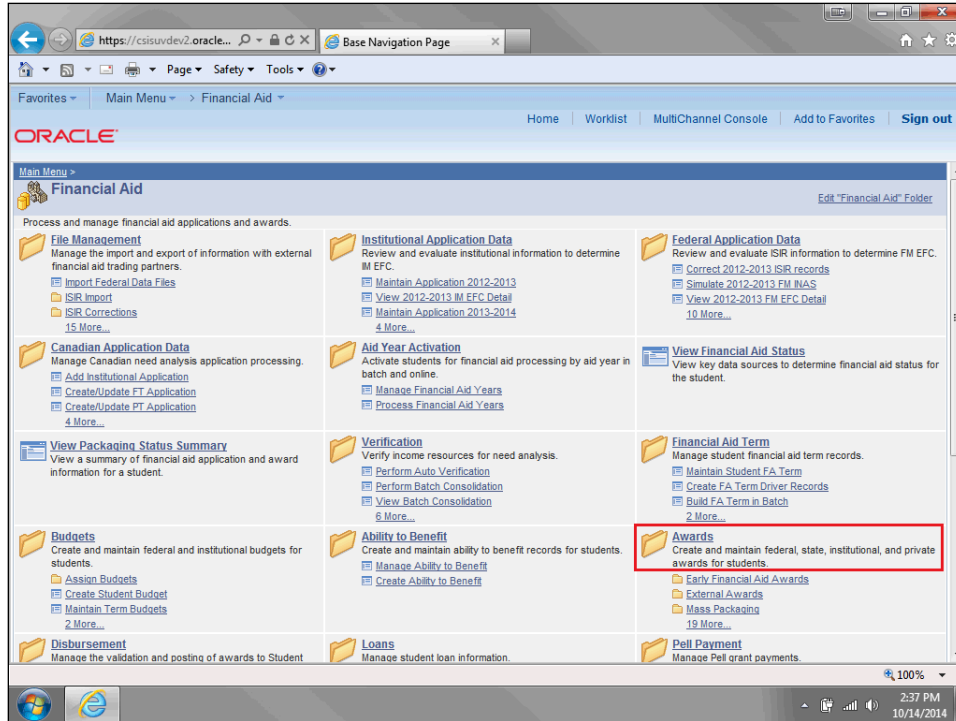 https://csisuvdev2.oracle...
Base Navigation Page
Page
Safety
Tools
Favorites
Main Menu > Financial Aid
Home | Worklist | MultiChannel Console | Add to Favorites | Sign out
ORACLE
Main Menu >
Financial Aid
Edit "Financial Aid" Folder
Process and manage financial aid applications and awards.
File Management
Manage the import and export of information with external
financial aid trading partners.
Import Federal Data Files
ISIR Import
ISIR Corrections
15 More...
Institutional Application Data
Review and evaluate institutional information to determine
IM EFC.
Maintain Application 2012-2013
View 2012-2013 IM EFC Detail
Maintain Application 2013-2014
4 More...
Federal Application Data
Review and evaluate ISIR information to determine FM EFC.
Correct 2012-2013 ISIR records
Simulate 2012-2013 FM INAS
View 2012-2013 FM EFC Detail
10 More...
Canadian Application Data
Manage Canadian need analysis application processing.
Add Institutional Application
Create/Update FT Application
Create/Update PT Application
4 More...
Aid Year Activation
Activate students for financial aid processing by aid year in
batch and online.
Manage Financial Aid Years
Process Financial Aid Years
View Financial Aid Status
View key data sources to determine financial aid status for
the student.
View Packaging Status Summary
View a summary of financial aid application and award
information for a student.
Verification
Verify income resources for need analysis.
Perform Auto Verification
Perform Batch Consolidation
View Batch Consolidation
6 More...
Financial Aid Term
Manage student financial aid term records.
Maintain Student FA Term
Create FA Term Driver Records
Build FA Term in Batch
2 More...
Budgets
Create and maintain federal and institutional budgets for
students.
Assign Budgets
Create Student Budget
Maintain Term Budgets
2 More...
Ability to Benefit
Create and maintain ability to benefit records for students.
Manage Ability to Benefit
Create Ability to Benefit
Awards
Create and maintain federal, state, institutional, and private
awards for students.
Early Financial Aid Awards
External Awards
Mass Packaging
19 More...
Disbursement
Manage the validation and posting of awards to Student
Loans
Manage student loan information.
Pell Payment
Manage Pell grant payments.
100%
2:37 PM
10/14/2014